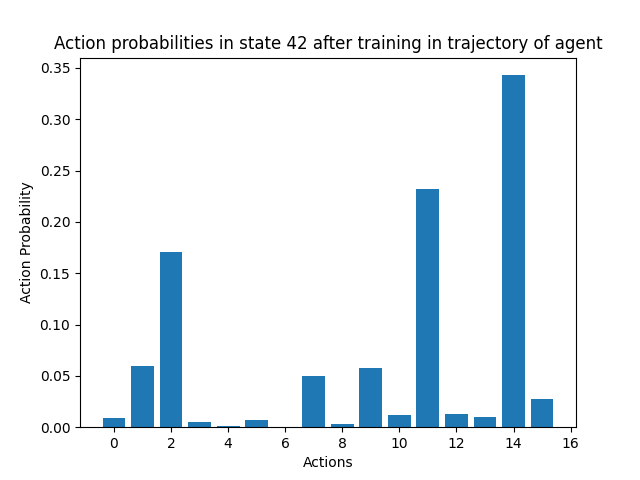 Action probabilities in state 42 after training in trajectory of agent
0.35
0.30
0.25
0.20
0.15
0.10
0.05
0.00
Action Probability
0 2 4 6 8 10 12 14 16
Actions